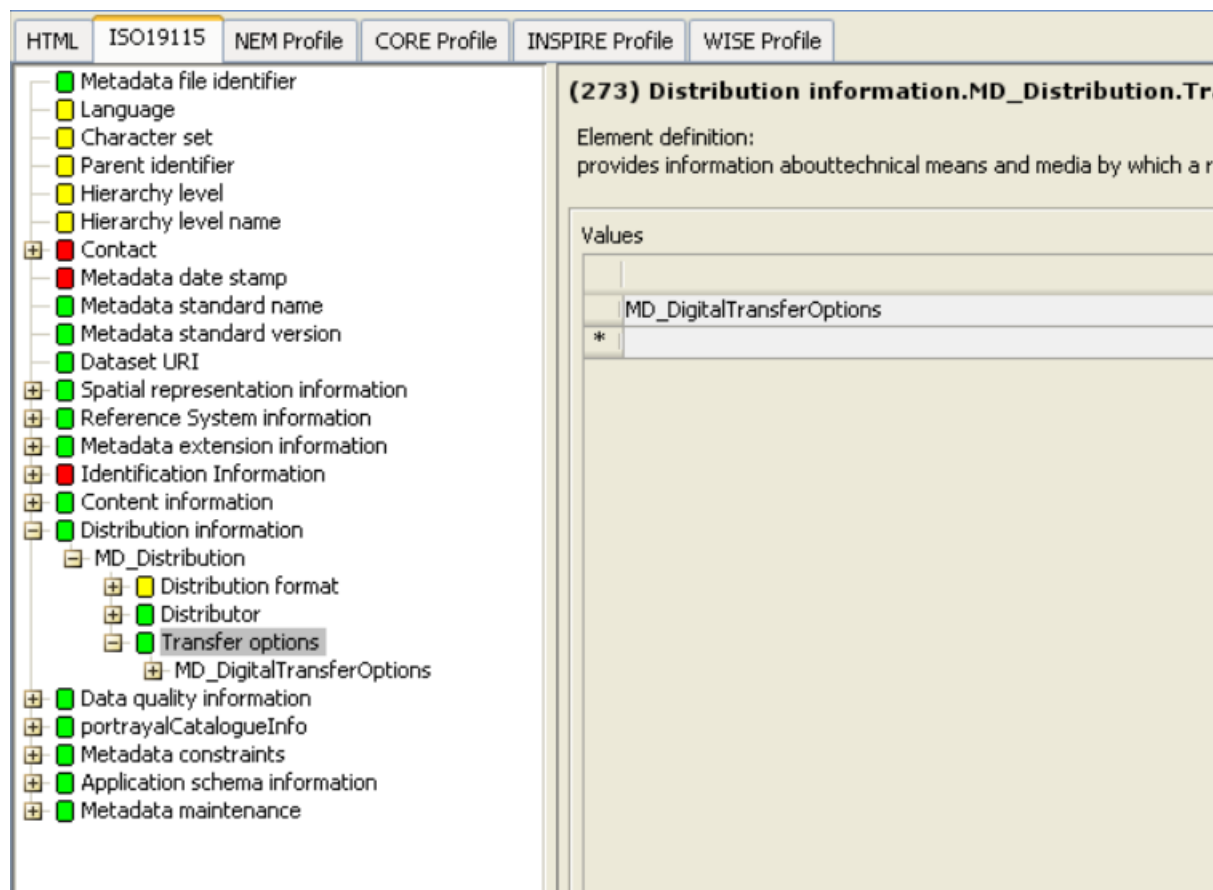 HTML ISO19115 NEM Profile CORE Profile INSPIRE Profile WISE Profile
Metadata file identifier
Language
Character set
Parent identifier
Hierarchy level
Hierarchy level name
Contact
Metadata date stamp
Metadata standard name
Metadata standard version
Dataset URI
Spatial representation information
Reference System information
Metadata extension information
Identification Information
Content information
Distribution information
MD_Distribution
Distribution format
Distributor
Transfer options
MD_DigitalTransferOptions
Data quality information
portrayalCatalogueInfo
Metadata constraints
Application schema information
Metadata maintenance
(273) Distribution information.MD_Distribution.Tr
Element definition:
provides information abouttechnical means and media by which a r
Values
MD_DigitalTransferOptions
*